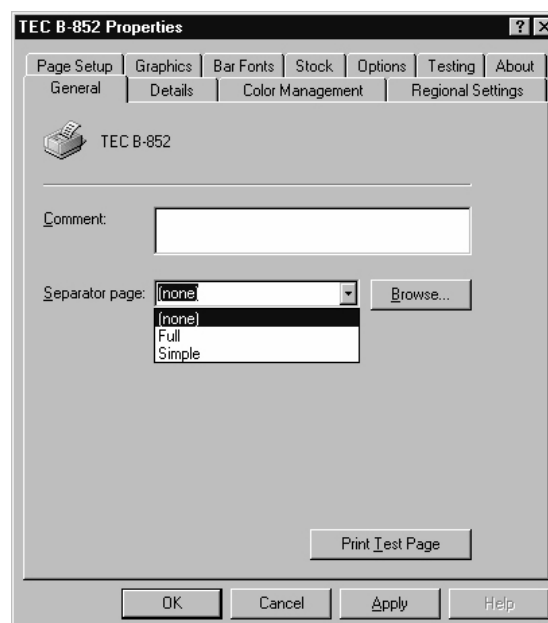 TEC B-852 Properties
Page Setup Graphics Bar Fonts Stock Options Testing About
General Details Color Management Regional Settings
TEC B-852
Comment:
Separator page: (none) Browse...
(none)
Full
Simple
Print Test Page
OK Cancel Apply Help